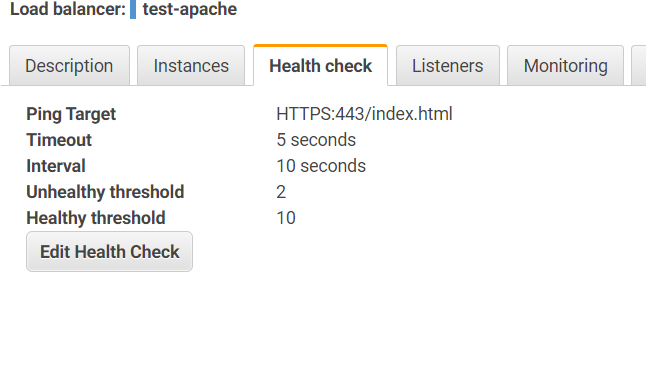 Load balancer: test-apache
Description Instances Health check Listeners Monitoring
Ping Target HTTPS:443/index.html
Timeout 5 seconds
Interval 10 seconds
Unhealthy threshold 2
Healthy threshold 10
Edit Health Check